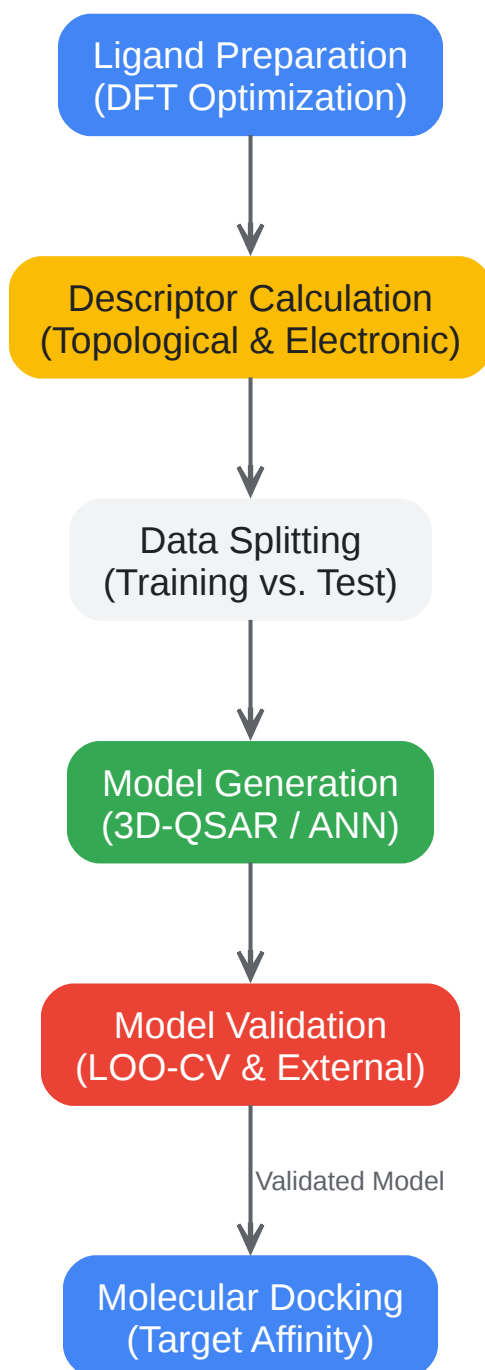 Ligand Preparation
(DFT Optimization)
Descriptor Calculation
(Topological & Electronic)
Data Splitting
(Training vs. Test)
Model Generation
(3D-QSAR / ANN)
Model Validation
(LOO-CV & External)
Validated Model
Molecular Docking
(Target Affinity)